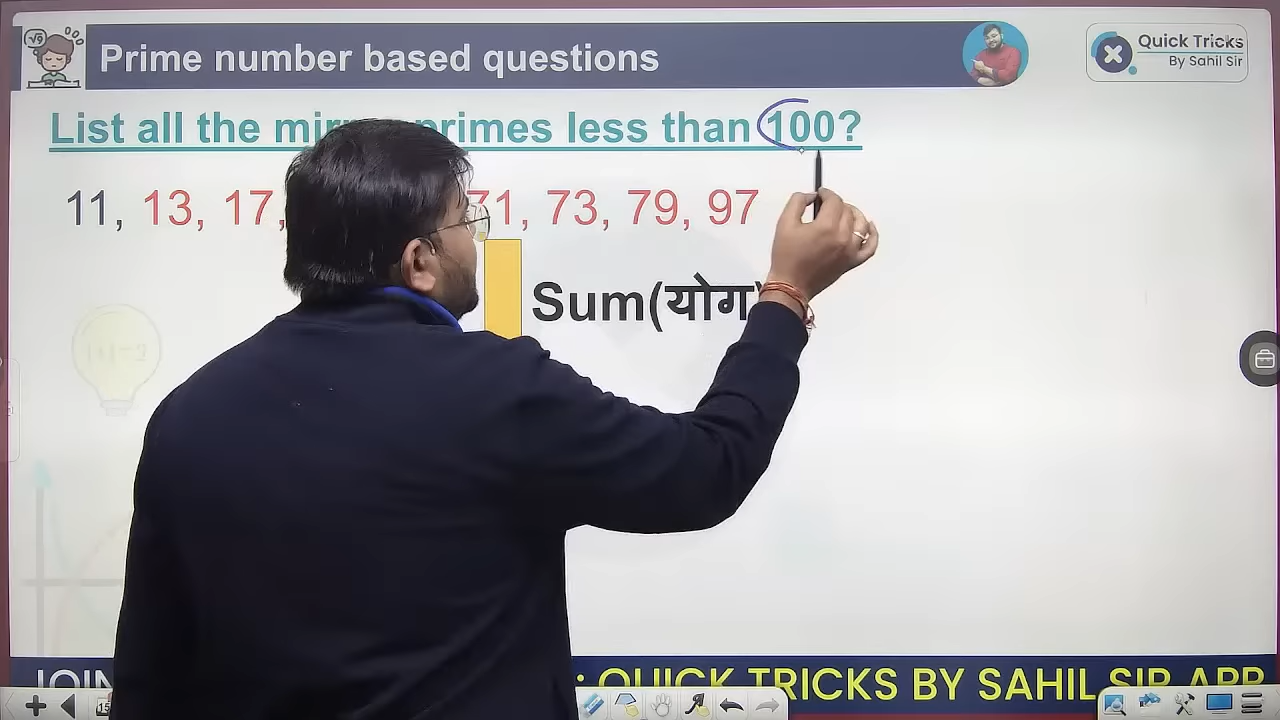 Prime number based questions
Quick Tricks
By Sahil Sir
List all the primes less than 100?
11, 13, 17, 71, 73, 79, 97
Sum(योग)
JOIN : QUICK TRICKS BY SAHIL SIR APP